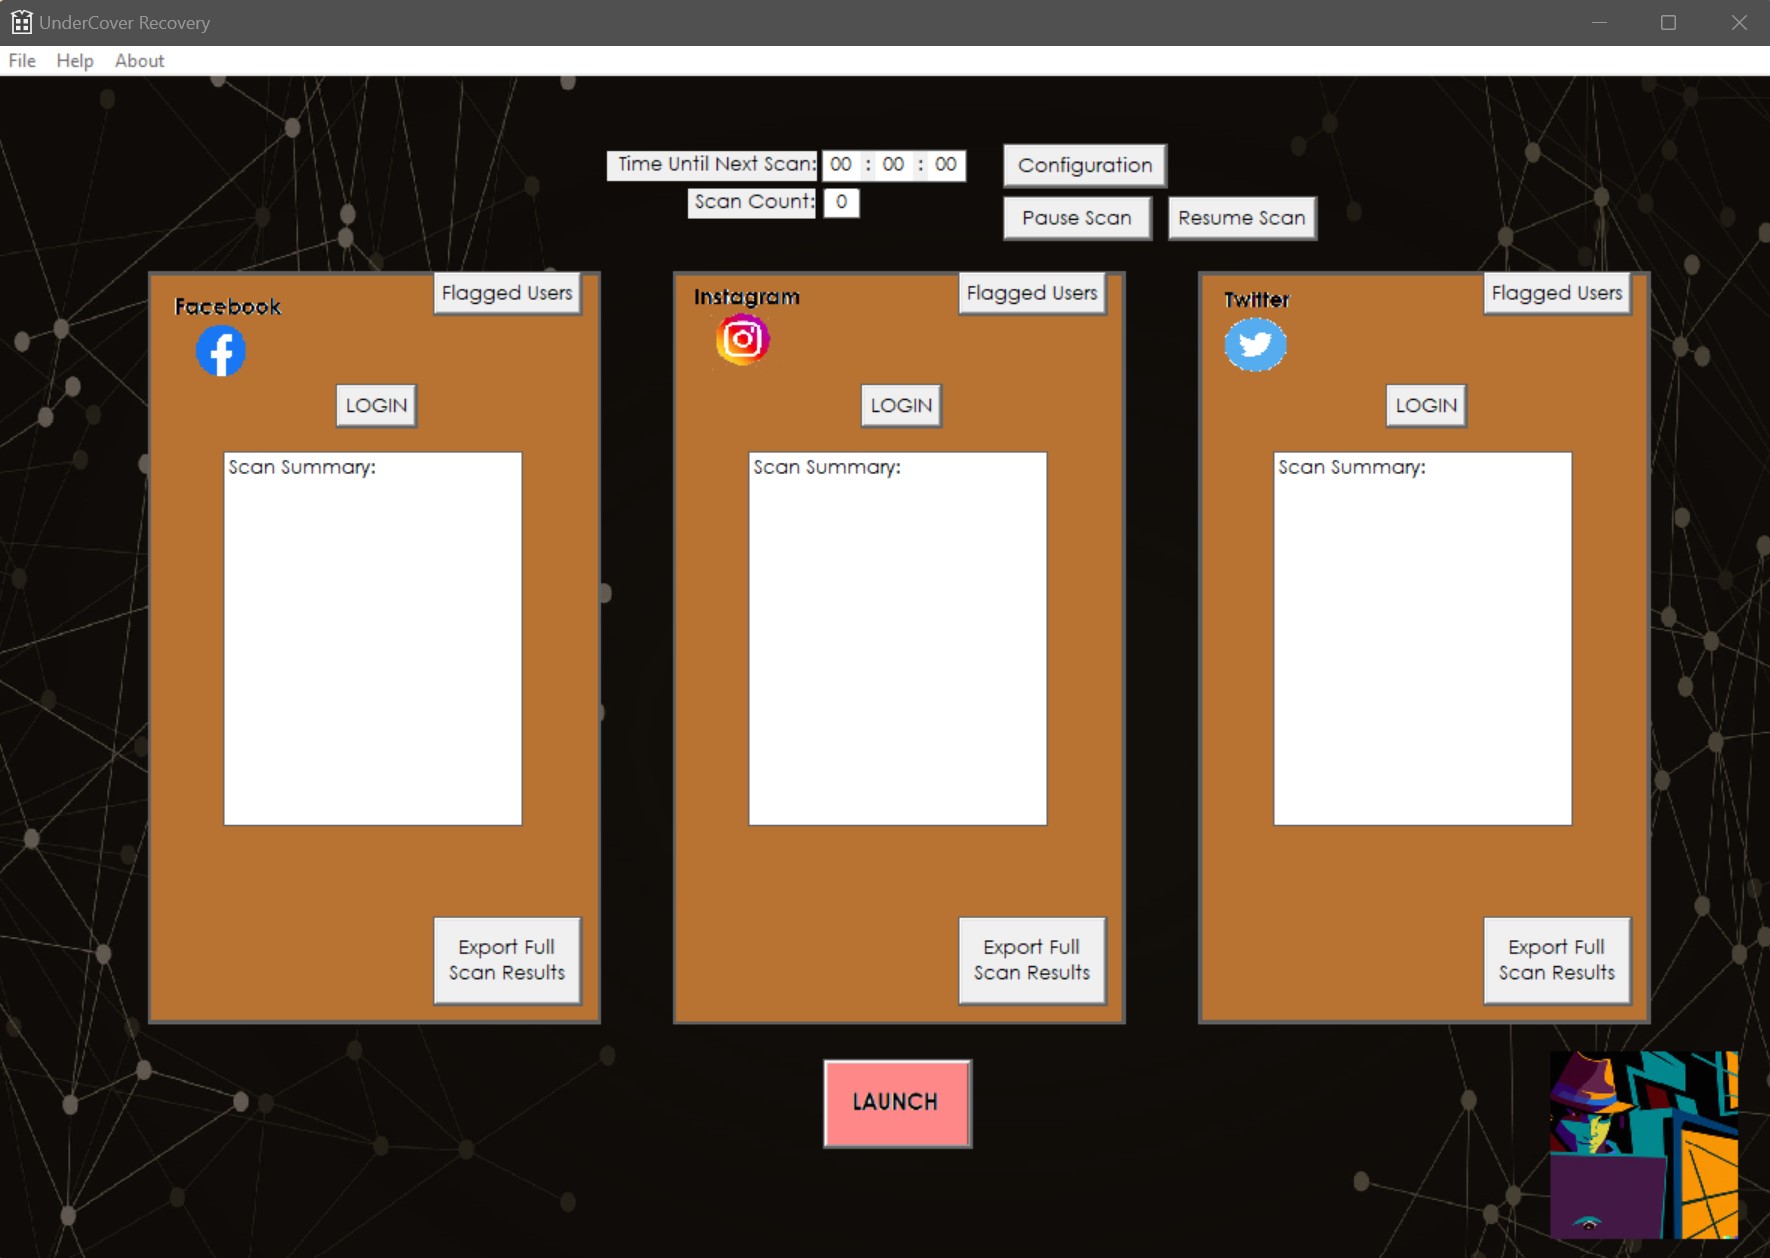 UnderCover Recovery
File Help About
Time Until Next Scan: 00 : 00 : 00
Configuration
Scan Count: 0
Pause Scan
Resume Scan
Facebook
Flagged Users
LOGIN
Scan Summary:
Export Full
Scan Results
Instagram
Flagged Users
LOGIN
Scan Summary:
Export Full
Scan Results
Twitter
Flagged Users
LOGIN
Scan Summary:
Export Full
Scan Results
LAUNCH